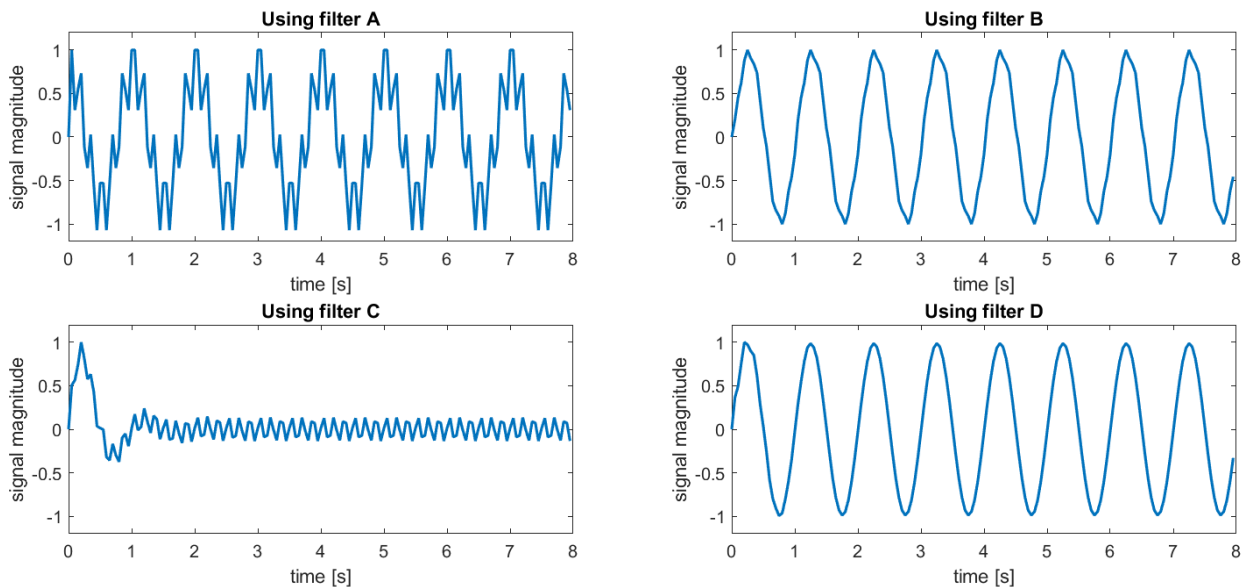 Using filter A
signal magnitude
1
0.5
0
-0.5
-1
0 1 2 3 4 5 6 7 8
time [s]
Using filter B
signal magnitude
1
0.5
0
-0.5
-1
0 1 2 3 4 5 6 7 8
time [s]
Using filter C
signal magnitude
1
0.5
0
-0.5
-1
0 1 2 3 4 5 6 7 8
time [s]
Using filter D
signal magnitude
1
0.5
0
-0.5
-1
0 1 2 3 4 5 6 7 8
time [s]